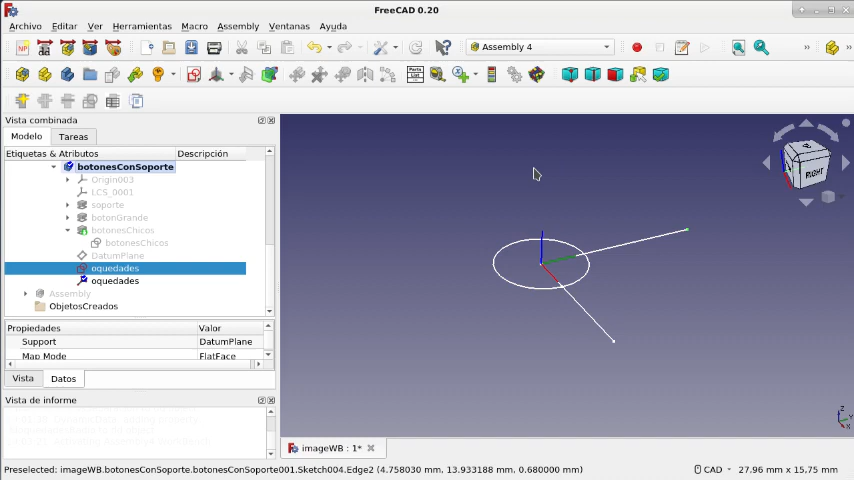 FreeCAD 0.20
Archivo Editar Ver Herramientas Macro Assembly Ventanas Ayuda
Assembly 4
Vista combinada
Modelo Tareas
Etiquetas & Atributos Descripción
botonesConSoporte
Origin003
LCS_0001
soporte
botonGrande
botonesChicos
botonesChicos
DatumPlane
oquedades
oquedades
Assembly
ObjetosCreados
Propiedades Valor
Support DatumPlane
Map Mode FlatFace
Vista Datos
Vista de informe
RIGHT
Z
Y
X
imageWB : 1*
Preselected: imageWB.botonesConSoporte.botonesConSoporte001.Sketch004.Edge2 (4.758030 mm, 13.933188 mm, 0.680000 mm)
CAD 27.96 mm x 15,75 mm